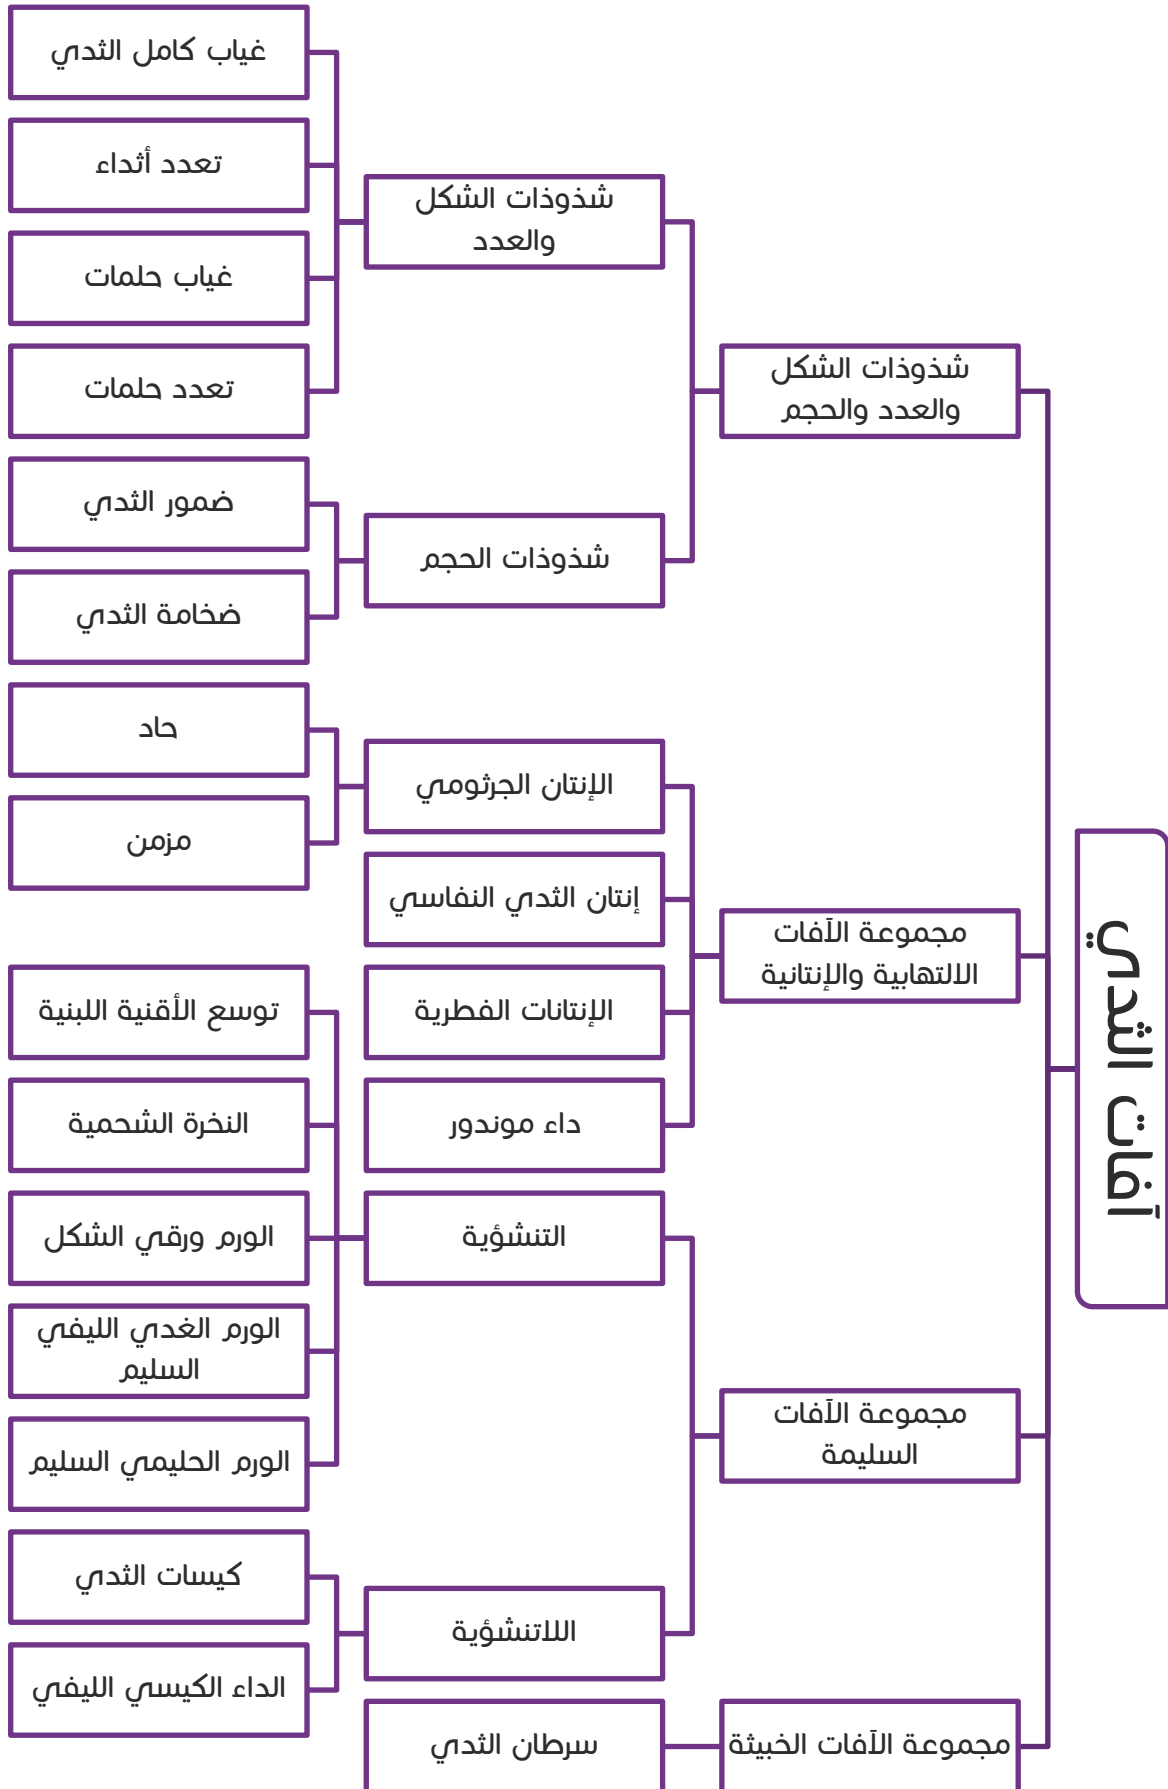 آفات الثدي
شذوذات الشكل
والعدد والحجم
شذوذات الشكل
والعدد
غياب كامل الثدي
تعدد أثداء
غياب حلمات
تعدد حلمات
شذوذات الحجم
ضمور الثدي
ضخامة الثدي
مجموعة الآفات
الالتهابية والإنتانية
الإنتان الجرثومي
حاد
مزمن
إنتان الثدي النفاسي
الإنتانات الفطرية
داء موندور
مجموعة الآفات
السليمة
التنشؤية
توسع الأقنية اللبنية
النخرة الشحمية
الورم ورقي الشكل
الورم الغدي الليفي
السليم
الورم الحليمي السليم
اللاتنشؤية
كيسات الثدي
الداء الكيسي الليفي
مجموعة الآفات الخبيثة
سرطان الثدي